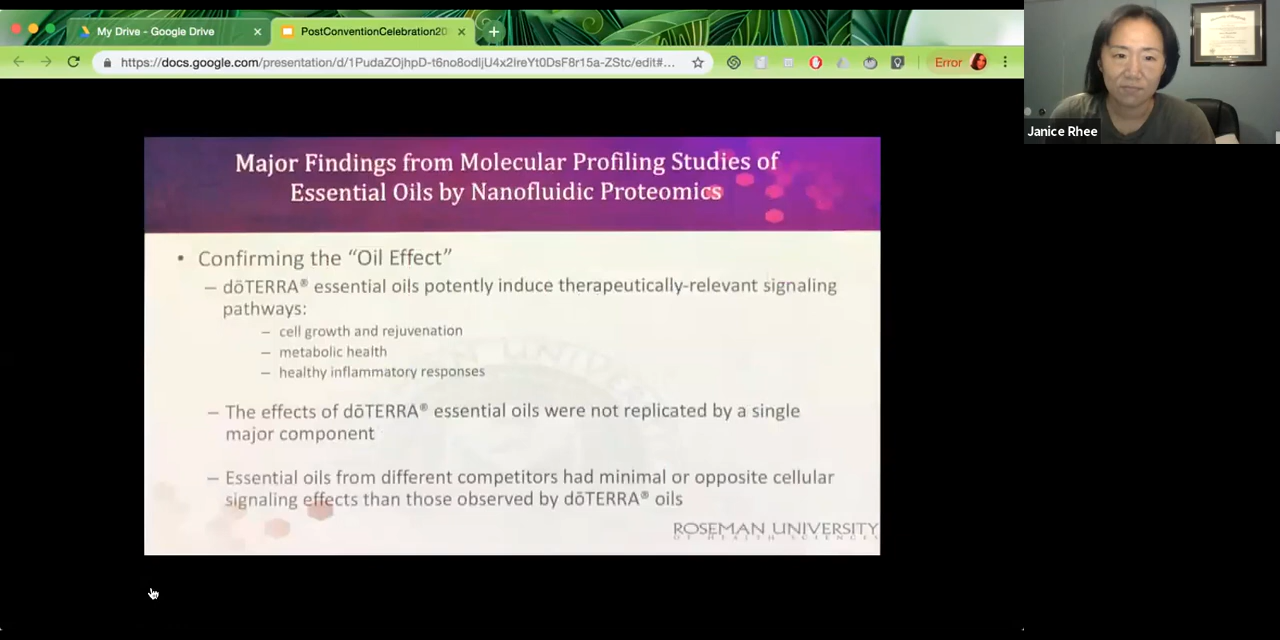 My Drive - Google Drive
PostConventionCelebration20
https://docs.google.com/presentation/d/1PudaZOjhpD-t6no8odljU4x2ireYt0DsF8r15a-ZStc/edit#...
Error
Janice Rhee
Major Findings from Molecular Profiling Studies of
Essential Oils by Nanofluidic Proteomics
• Confirming the “Oil Effect”
– dōTERRA® essential oils potently induce therapeutically-relevant signaling
pathways:
– cell growth and rejuvenation
– metabolic health
– healthy inflammatory responses
– The effects of dōTERRA® essential oils were not replicated by a single
major component
– Essential oils from different competitors had minimal or opposite cellular
signaling effects than those observed by dōTERRA® oils
ROSEMAN UNIVERSITY
OF HEALTH SCIENCES